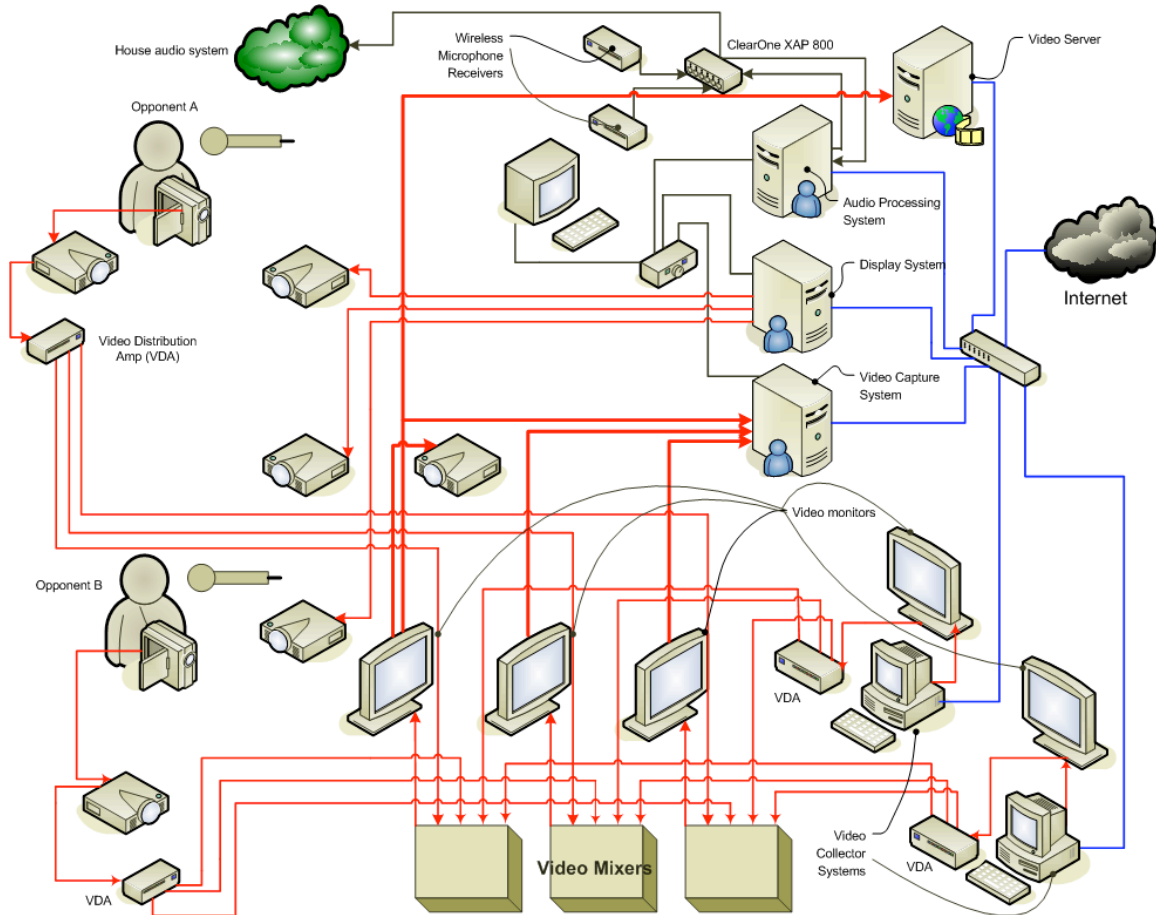 House audio system
Wireless
Microphone
Receivers
ClearOne XAP 800
Video Server
Opponent A
Audio Processing
System
Display System
Internet
Video Distribution
Amp (VDA)
Video Capture
System
Video monitors
Opponent B
VDA
Video Mixers
Video
Collector
Systems
VDA
VDA